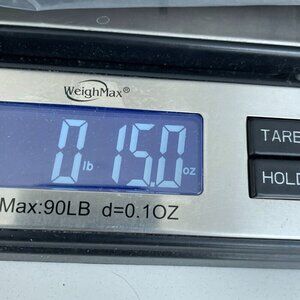 WeighMax®
0 lb 15.0 oz
TARE
HOLD
Max:90LB d=0.1OZ